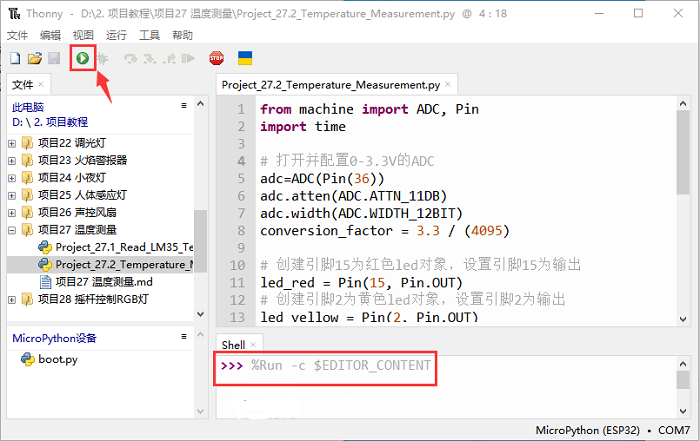 Thonny - D:\2. 项目教程\项目27 温度测量\Project_27.2_Temperature_Measurement.py @ 4 : 18
文件 编辑 视图 运行 工具 帮助
STOP
文件 ×
此电脑
D: \ 2. 项目教程
项目22 调光灯
项目23 火焰警报器
项目24 小夜灯
项目25 人体感应灯
项目26 声控风扇
项目27 温度测量
Project_27.1_Read_LM35_Te
Project_27.2_Temperature_M
项目27 温度测量.md
项目28 摇杆控制RGB灯
MicroPython设备
boot.py
Project_27.2_Temperature_Measurement.py ×
1 from machine import ADC, Pin
2 import time
3
4 # 打开并配置0-3.3V的ADC
5 adc=ADC(Pin(36))
6 adc.atten(ADC.ATTN_11DB)
7 adc.width(ADC.WIDTH_12BIT)
8 conversion_factor = 3.3 / (4095)
9
10 # 创建引脚15为红色led对象，设置引脚15为输出
11 led_red = Pin(15, Pin.OUT)
12 # 创建引脚2为黄色led对象，设置引脚2为输出
13 led_yellow = Pin(2, Pin.OUT)
Shell ×
>>> %Run -c $EDITOR_CONTENT
MicroPython (ESP32) • COM7